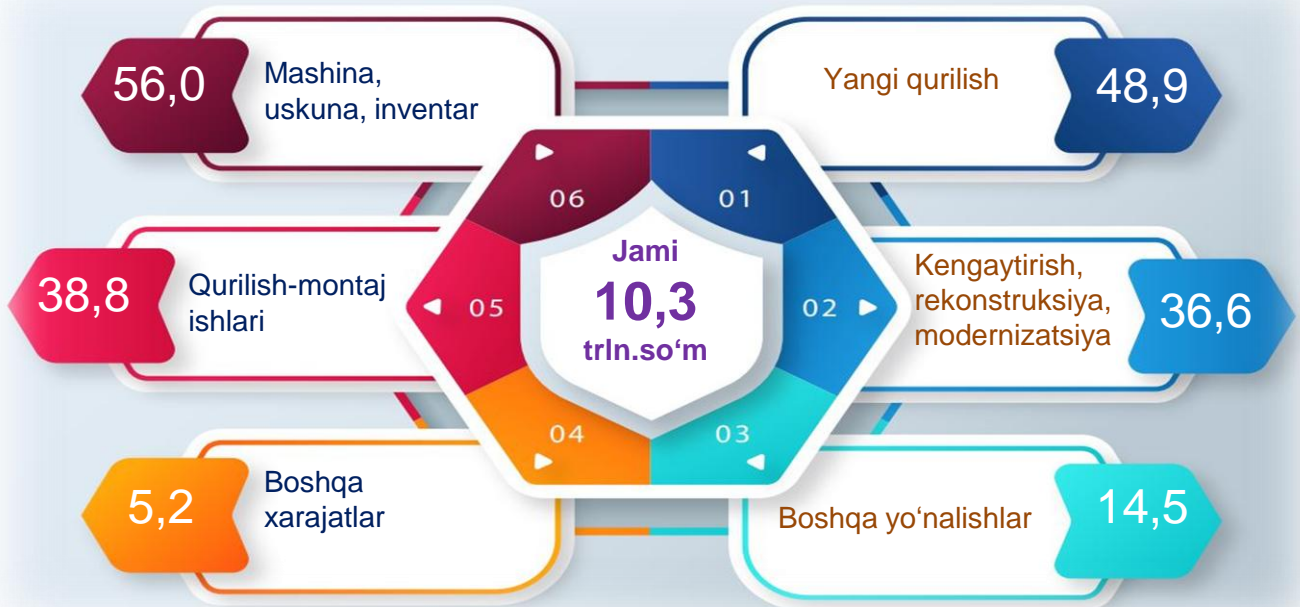 56,0
Mashina,
uskuna, inventar
Yangi qurilish
48,9
06
01
38,8
Qurilish-montaj
ishlari
05
Jami
10,3
trln.so‘m
02
Kengaytirish,
rekonstruksiya,
modernizatsiya
36,6
04
03
5,2
Boshqa
xarajatlar
Boshqa yo‘nalishlar
14,5